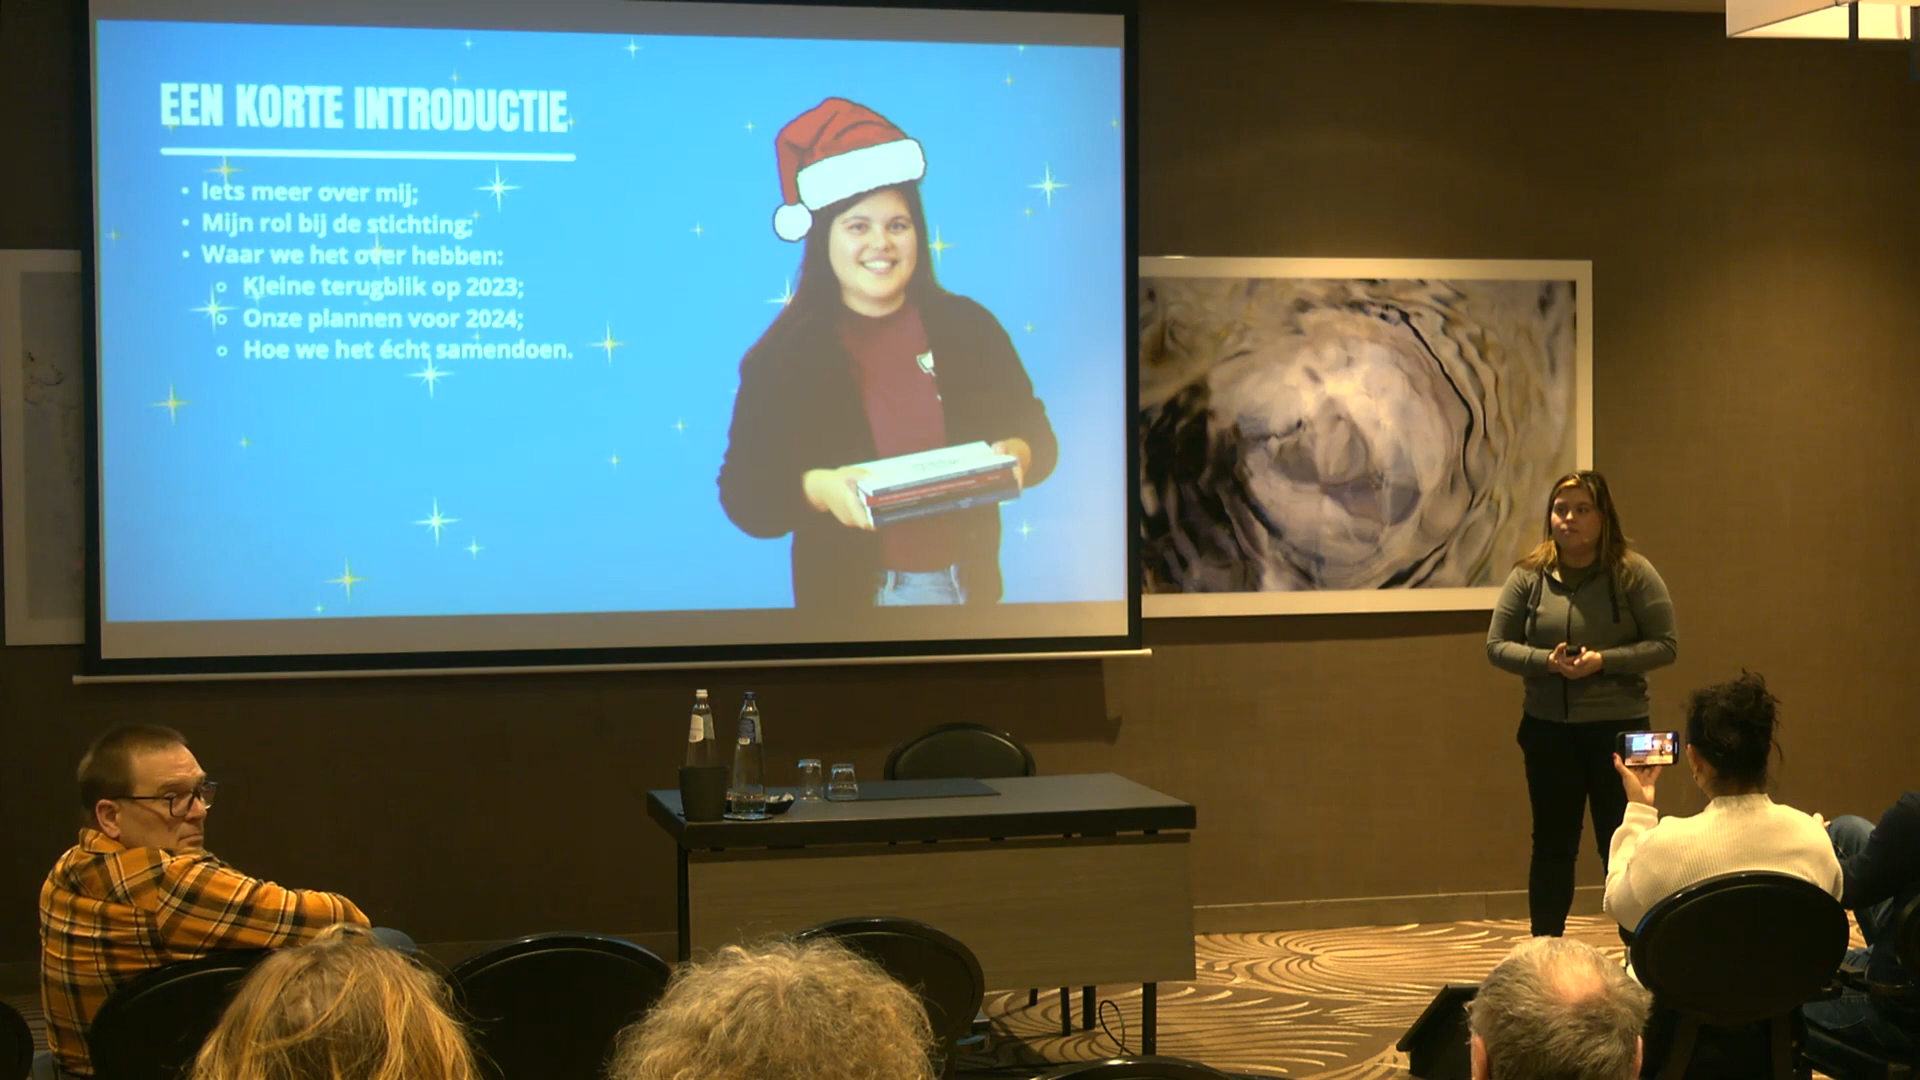 EEN KORTE INTRODUCTIE
• Iets meer over mij;
• Mijn rol bij de stichting;
• Waar we het over hebben:
○ Kleine terugblik op 2023;
○ Onze plannen voor 2024;
○ Hoe we het écht samendoen.